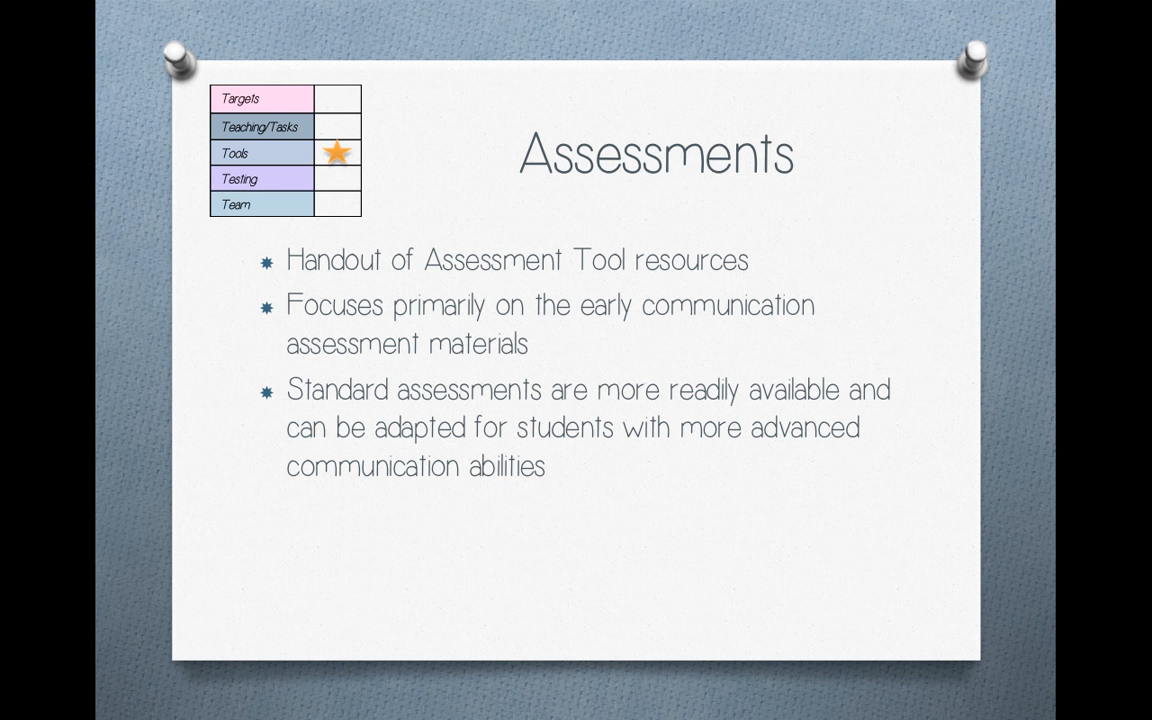 Targets
Teaching/Tasks
Tools
Testing
Team
Assessments
Handout of Assessment Tool resources
Focuses primarily on the early communication
assessment materials
Standard assessments are more readily available and
can be adapted for students with more advanced
communication abilities